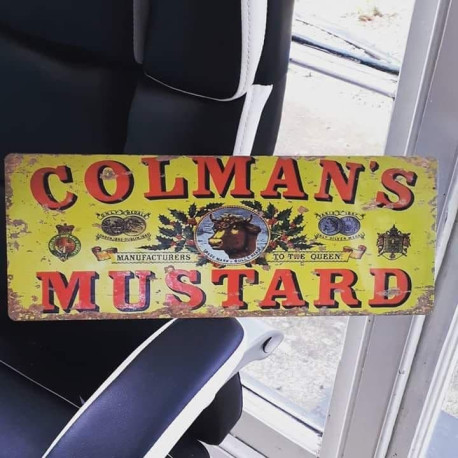 COLMAN'S
MANUFACTURERS TO THE QUEEN
MUSTARD